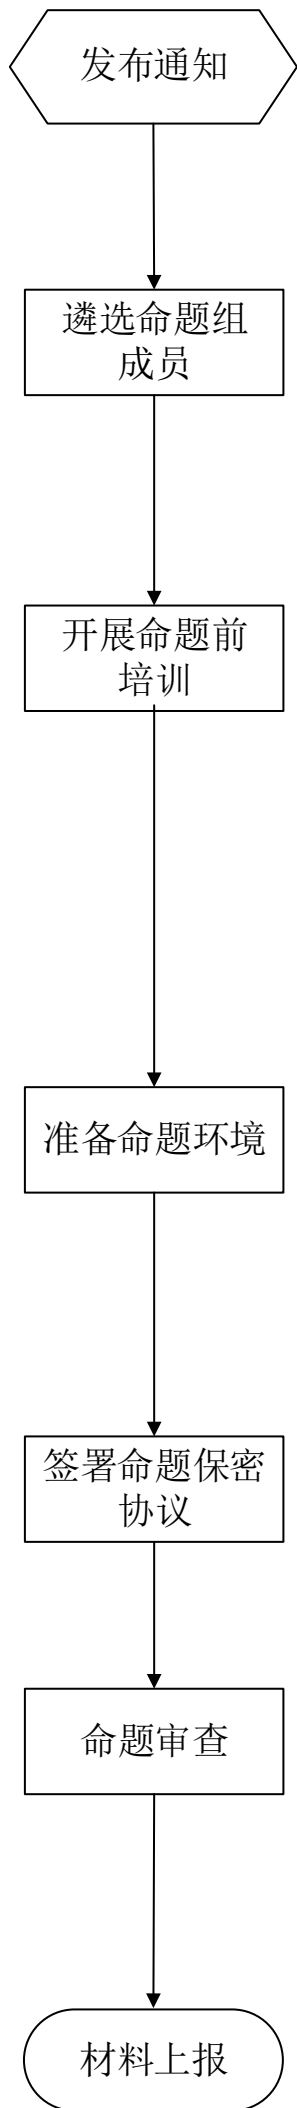 发布通知
遴选命题组
成员
开展命题前
培训
准备命题环境
签署命题保密
协议
命题审查
材料上报